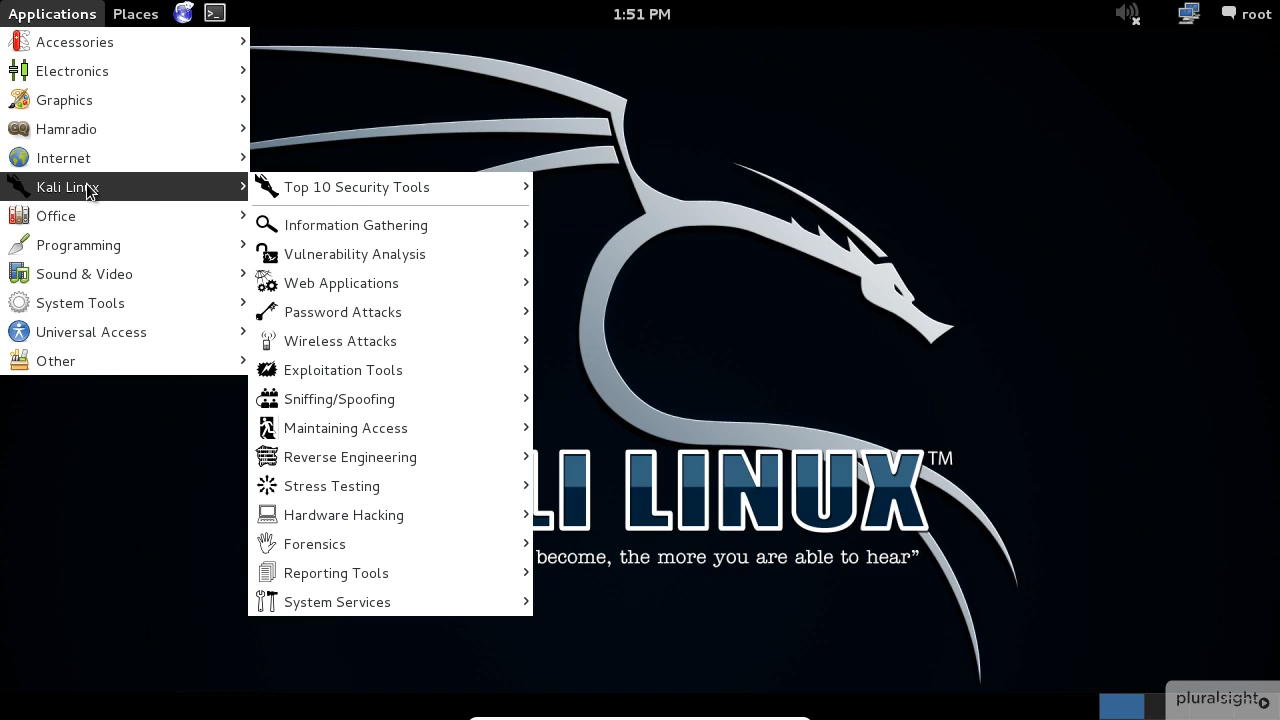 Applications Places 1:51 PM root
Accessories
Electronics
Graphics
Hamradio
Internet
Kali Linux
Office
Programming
Sound & Video
System Tools
Universal Access
Other
Top 10 Security Tools
Information Gathering
Vulnerability Analysis
Web Applications
Password Attacks
Wireless Attacks
Exploitation Tools
Sniffing/Spoofing
Maintaining Access
Reverse Engineering
Stress Testing
Hardware Hacking
Forensics
Reporting Tools
System Services
LI LINUX™
become, the more you are able to hear”
pluralsight